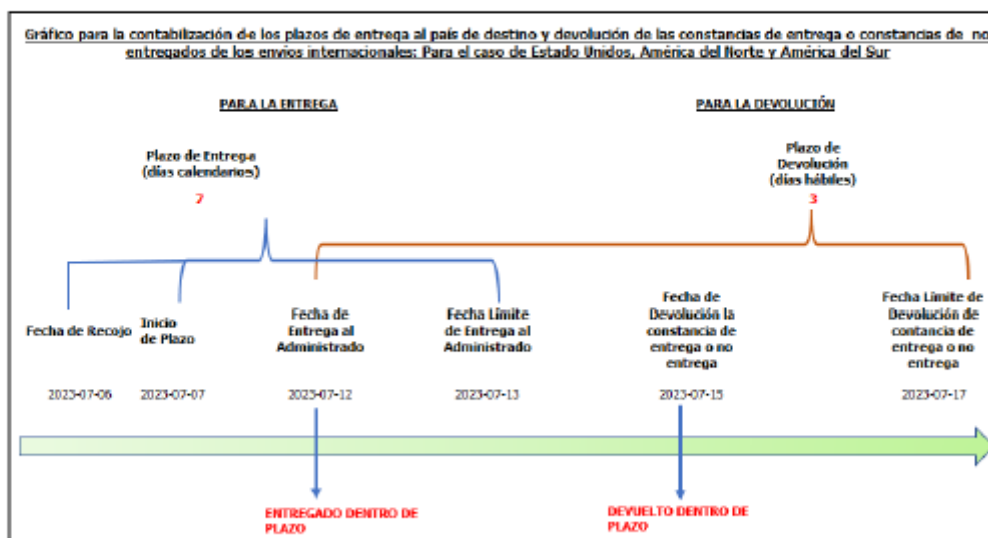 Gráfico para la contabilización de los plazos de entrega al país de destino y devolución de las constancias de entrega o constancias de no
entregados de los envíos internacionales: Para el caso de Estado Unidos, América del Norte y América del Sur
PARA LA ENTREGA
PARA LA DEVOLUCIÓN
Plazo de Entrega
(días calendarios)
7
Plazo de
Devolución
(días hábiles)
3
Fecha de Recojo
Inicio
de Plazo
Fecha de
Entrega al
Administrado
Fecha Límite
de Entrega al
Administrado
Fecha de
Devolución la
constancia de
entrega o no
entrega
Fecha Límite de
Devolución de
contancia de
entrega o no
entrega
2023-07-06
2023-07-07
2023-07-12
2023-07-13
2023-07-15
2023-07-17
ENTREGADO DENTRO DE
PLAZO
DEVUELTO DENTRO DE
PLAZO